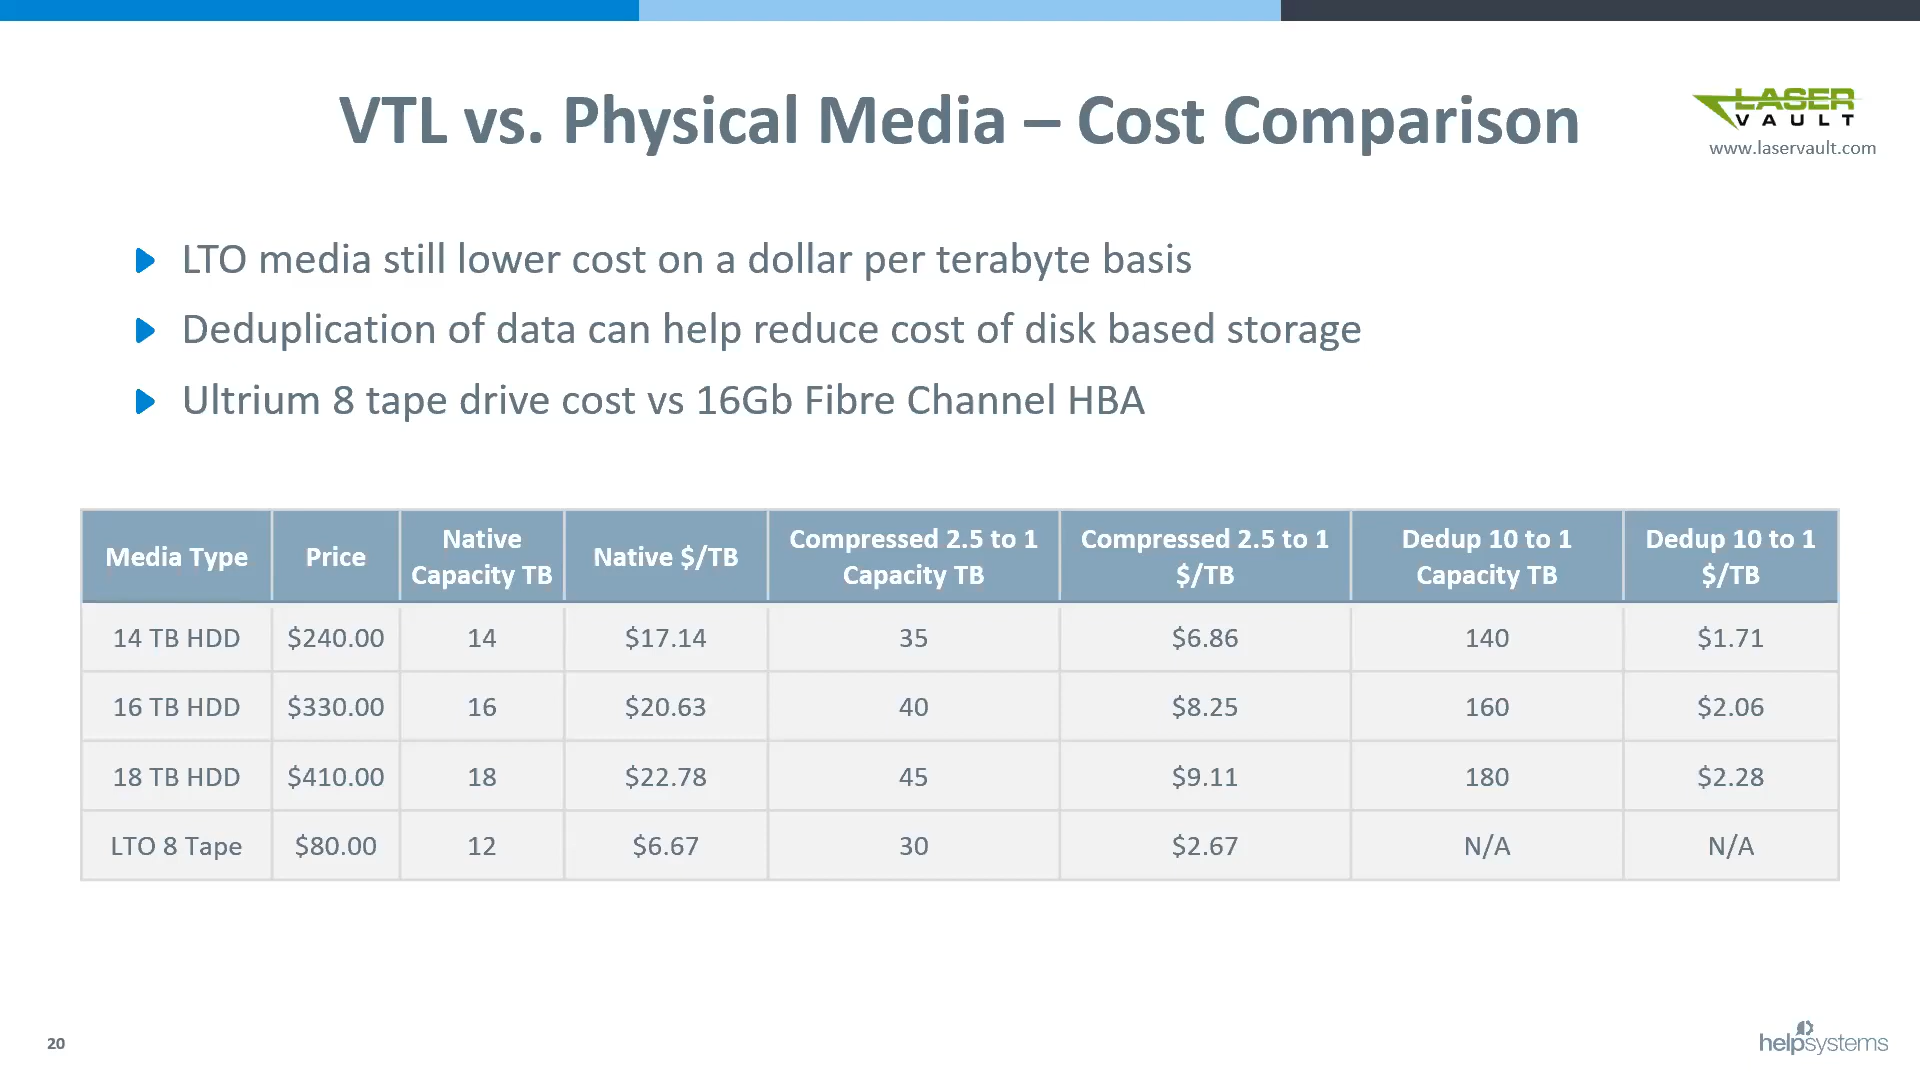 VTL vs. Physical Media – Cost Comparison
LASER
VAULT
www.laservault.com
LTO media still lower cost on a dollar per terabyte basis
Deduplication of data can help reduce cost of disk based storage
Ultrium 8 tape drive cost vs 16Gb Fibre Channel HBA
Media Type Price Native Capacity TB Native $/TB Compressed 2.5 to 1 Capacity TB Compressed 2.5 to 1 $/TB Dedup 10 to 1 Capacity TB Dedup 10 to 1 $/TB
14 TB HDD $240.00 14 $17.14 35 $6.86 140 $1.71
16 TB HDD $330.00 16 $20.63 40 $8.25 160 $2.06
18 TB HDD $410.00 18 $22.78 45 $9.11 180 $2.28
LTO 8 Tape $80.00 12 $6.67 30 $2.67 N/A N/A
20
helpsystems